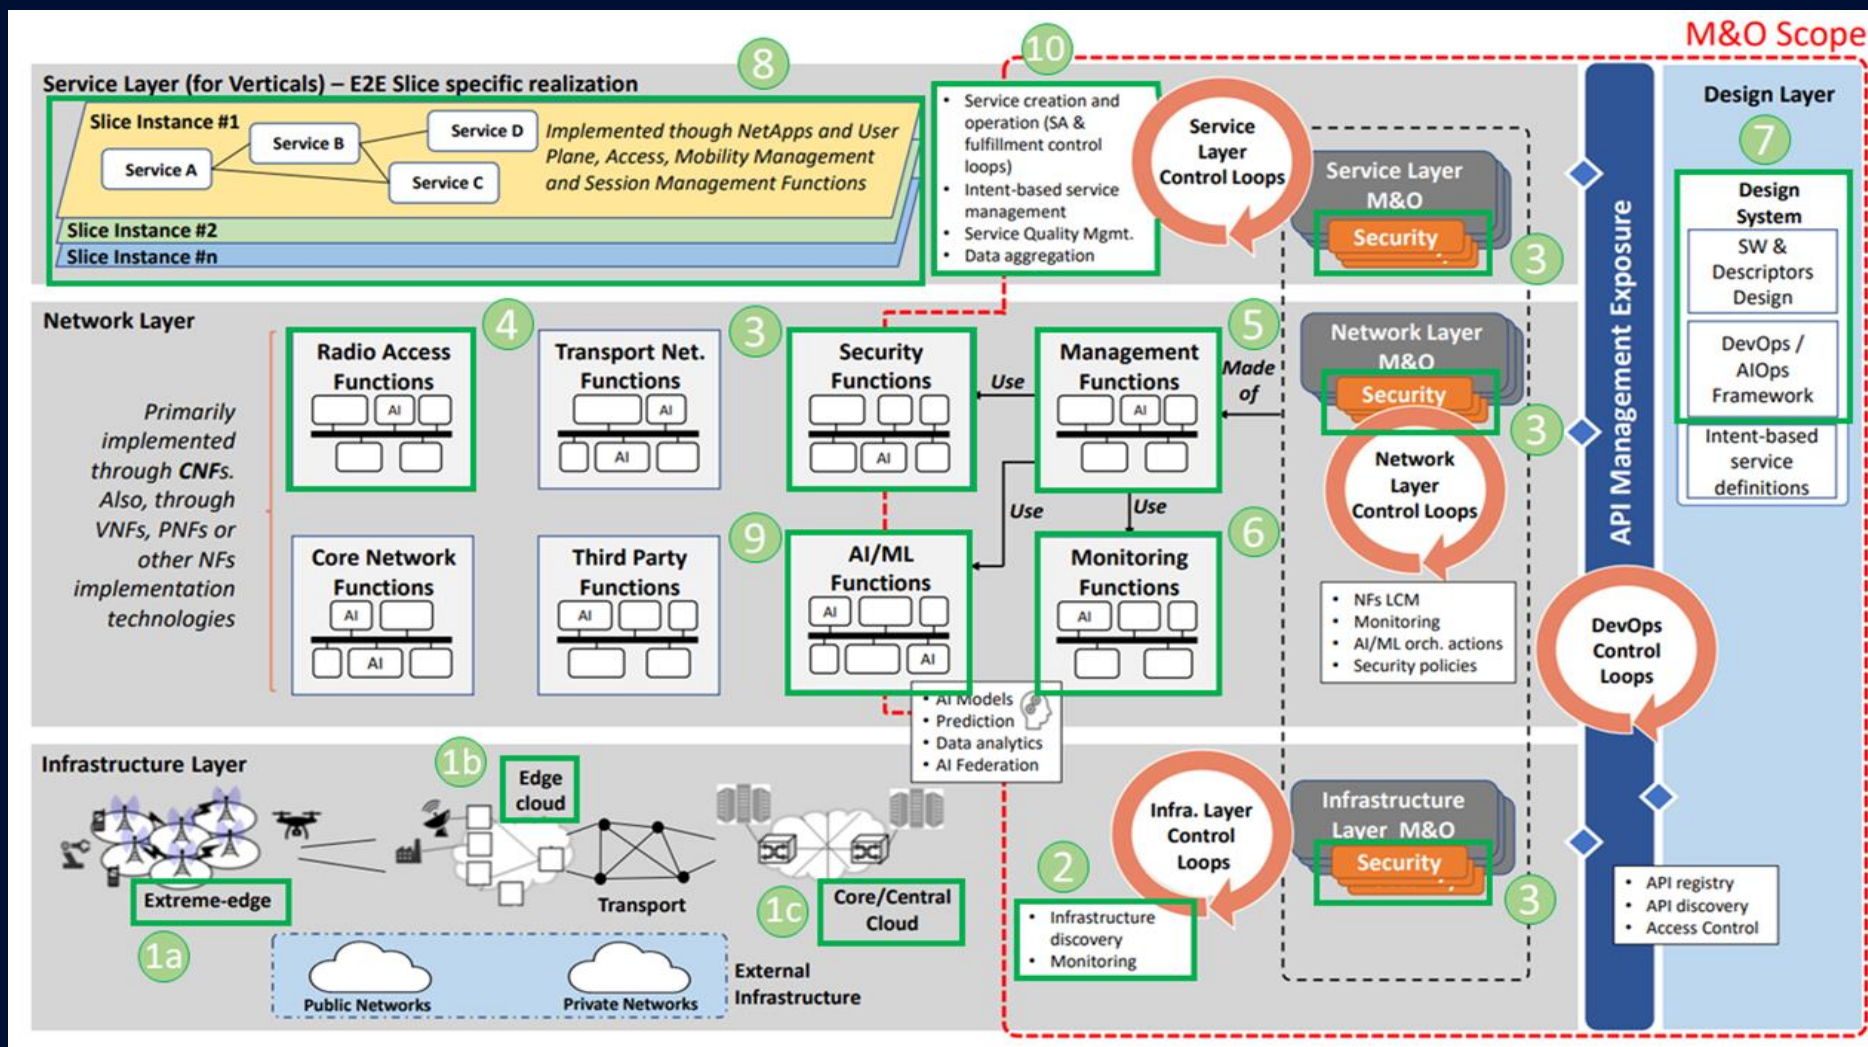 M&O Scope
8
10
Service Layer (for Verticals) – E2E Slice specific realization
Slice Instance #1
Service A
Service B
Service D
Service C
Implemented though NetApps and User
Plane, Access, Mobility Management
and Session Management Functions
Slice Instance #2
Slice Instance #n
• Service creation and
operation (SA &
fulfillment control
loops)
• Intent-based service
management
• Service Quality Mgmt.
• Data aggregation
Service
Layer
Control Loops
Service Layer
M&O
Security
3
API Management Exposure
Design Layer
7
Design
System
SW &
Descriptors
Design
DevOps /
AIOps
Framework
Intent-based
service
definitions
Network Layer
Primarily
implemented
through CNFs.
Also, through
VNFs, PNFs or
other NFs
implementation
technologies
4
Radio Access
Functions
AI
Transport Net.
Functions
AI
AI
3
Security
Functions
AI
5
Management
Functions
AI
Use
Made
of
Use
Use
Network Layer
M&O
Security
3
Network
Layer
Control Loops
• NFs LCM
• Monitoring
• AI/ML orch. actions
• Security policies
Core Network
Functions
AI
AI
Third Party
Functions
AI
9
AI/ML
Functions
AI
AI
6
Monitoring
Functions
AI
• AI Models
• Prediction
• Data analytics
• AI Federation
DevOps
Control
Loops
Infrastructure Layer
1b
Edge
cloud
Extreme-edge
1a
Transport
1c
Core/Central
Cloud
Public Networks
Private Networks
External
Infrastructure
2
• Infrastructure
discovery
• Monitoring
Infra. Layer
Control
Loops
Infrastructure
Layer M&O
Security
3
• API registry
• API discovery
• Access Control